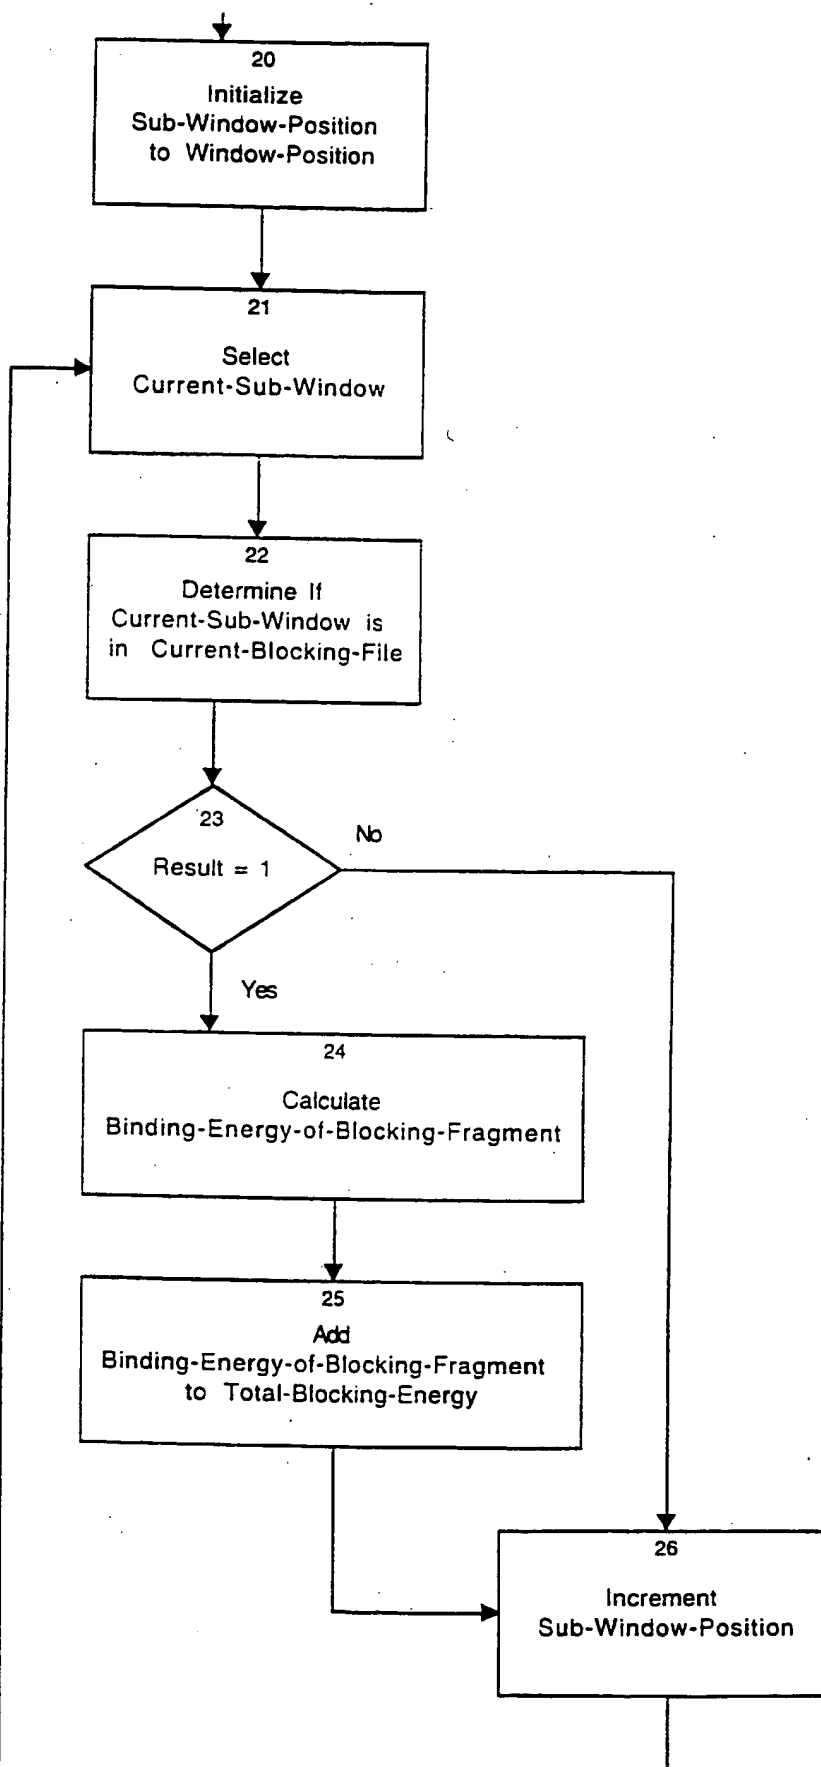 20
Initialize
Sub-Window-Position
to Window-Position
21
Select
Current-Sub-Window
22
Determine If
Current-Sub-Window is
in Current-Blocking-File
23
Result = 1
No
Yes
24
Calculate
Binding-Energy-of-Blocking-Fragment
25
Add
Binding-Energy-of-Blocking-Fragment
to Total-Blocking-Energy
26
Increment
Sub-Window-Position